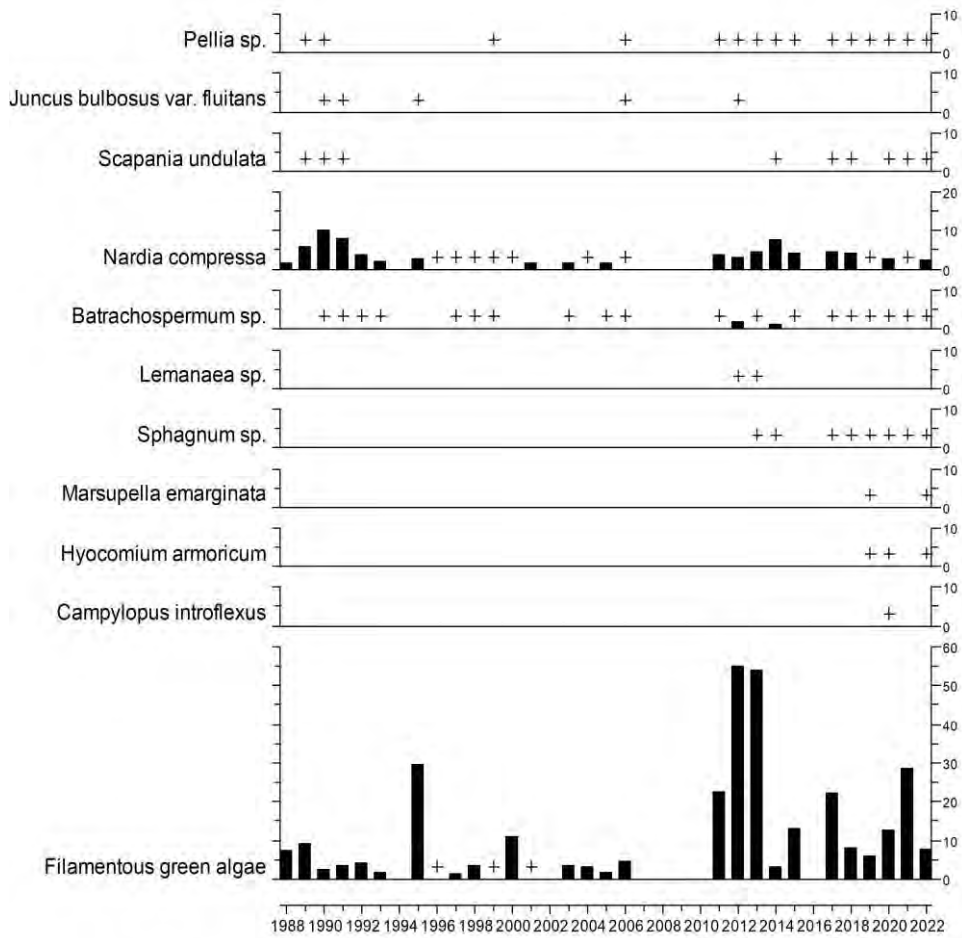 Pellia sp.
10
0
Juncus bulbosus var. fluitans
10
0
Scapania undulata
10
0
Nardia compressa
20
10
0
Batrachospermum sp.
10
0
Lemanaea sp.
10
0
Sphagnum sp.
10
0
Marsupella emarginata
10
0
Hyocomium armoricum
10
0
Campylopus introflexus
10
0
Filamentous green algae
60
50
40
30
20
10
0
1988 1990 1992 1994 1996 1998 2000 2002 2004 2006 2008 2010 2012 2014 2016 2018 2020 2022